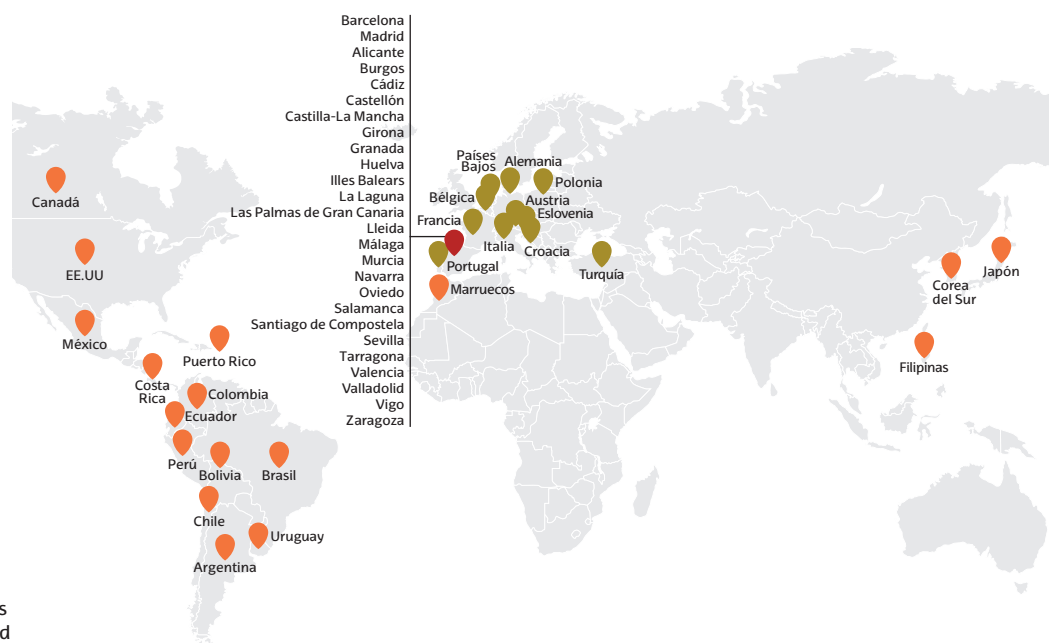 Barcelona
Madrid
Alicante
Burgos
Cádiz
Castellón
Castilla-La Mancha
Girona
Granada
Huelva
Illes Balears
La Laguna
Las Palmas de Gran Canaria
Lleida
Málaga
Murcia
Navarra
Oviedo
Salamanca
Santiago de Compostela
Sevilla
Tarragona
Valencia
Valladolid
Vigo
Zaragoza
Canadá
EE.UU
México
Puerto Rico
Costa
Rica
Colombia
Ecuador
Perú
Bolivia
Brasil
Chile
Uruguay
Argentina
Países
Bajos
Alemania
Polonia
Bélgica
Austria
Eslovenia
Francia
Italia
Croacia
Portugal
Turquía
Marruecos
Corea
del Sur
Japón
Filipinas
s
d